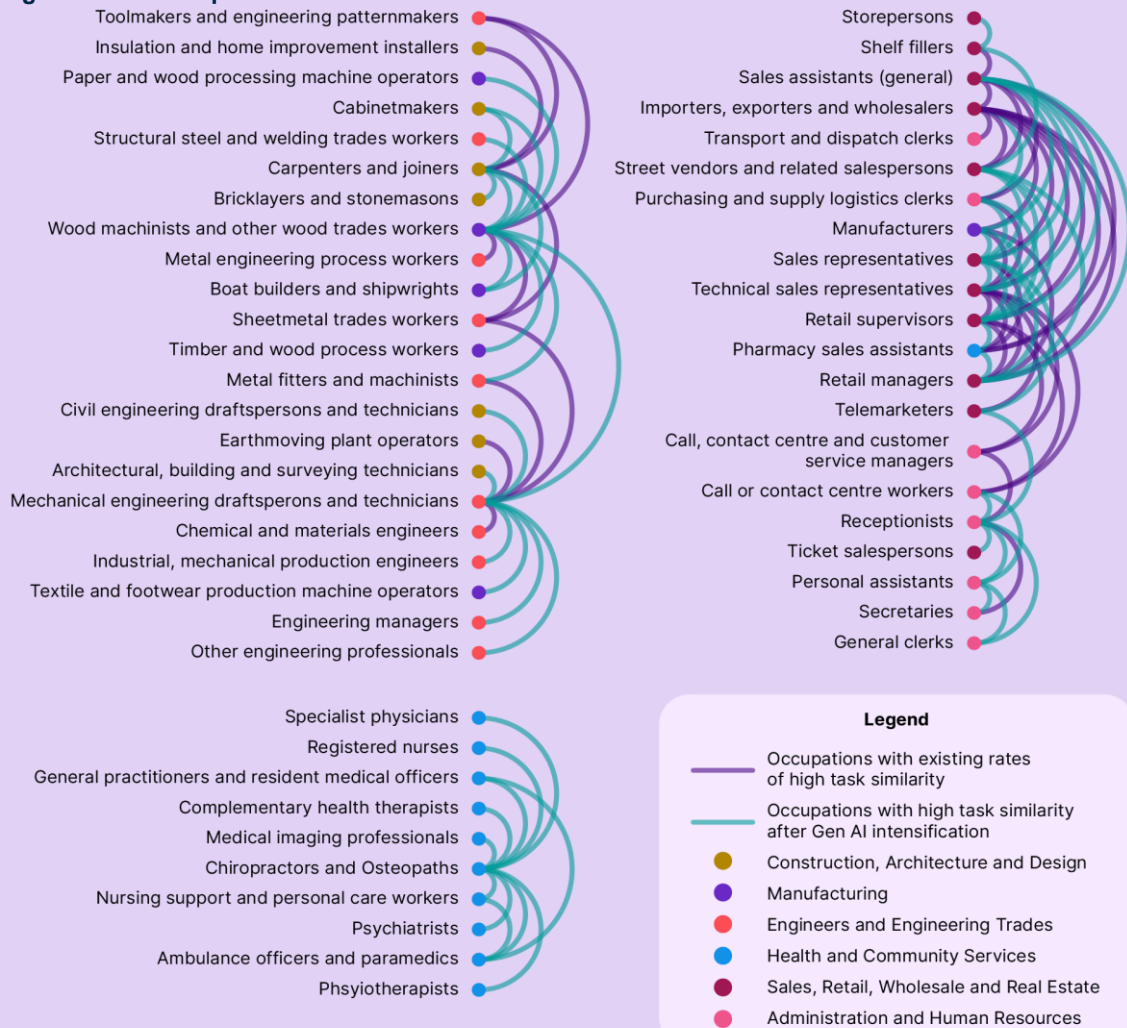 Toolmakers and engineering patternmakers
Insulation and home improvement installers
Paper and wood processing machine operators
Cabinetmakers
Structural steel and welding trades workers
Carpenters and joiners
Bricklayers and stonemasons
Wood machinists and other wood trades workers
Metal engineering process workers
Boat builders and shipwrights
Sheetmetal trades workers
Timber and wood process workers
Metal fitters and machinists
Civil engineering draftspersons and technicians
Earthmoving plant operators
Architectural, building and surveying technicians
Mechanical engineering draftsperons and technicians
Chemical and materials engineers
Industrial, mechanical production engineers
Textile and footwear production machine operators
Engineering managers
Other engineering professionals
Storepersons
Shelf fillers
Sales assistants (general)
Importers, exporters and wholesalers
Transport and dispatch clerks
Street vendors and related salespersons
Purchasing and supply logistics clerks
Manufacturers
Sales representatives
Technical sales representatives
Retail supervisors
Pharmacy sales assistants
Retail managers
Telemarketers
Call, contact centre and customer
service managers
Call or contact centre workers
Receptionists
Ticket salespersons
Personal assistants
Secretaries
General clerks
Specialist physicians
Registered nurses
General practitioners and resident medical officers
Complementary health therapists
Medical imaging professionals
Chiropractors and Osteopaths
Nursing support and personal care workers
Psychiatrists
Ambulance officers and paramedics
Phsyiotherapists
Legend
Occupations with existing rates
of high task similarity
Occupations with high task similarity
after Gen AI intensification
Construction, Architecture and Design
Manufacturing
Engineers and Engineering Trades
Health and Community Services
Sales, Retail, Wholesale and Real Estate
Administration and Human Resources